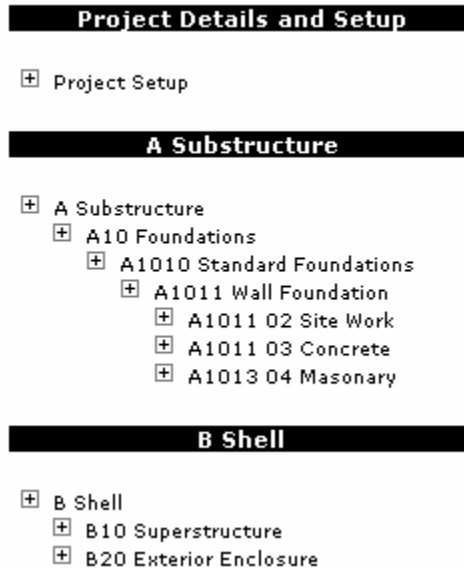 Project Details and Setup
Project Setup
A Substructure
A Substructure
A10 Foundations
A1010 Standard Foundations
A1011 Wall Foundation
A1011 02 Site Work
A1011 03 Concrete
A1013 04 Masonary
B Shell
B Shell
B10 Superstructure
B20 Exterior Enclosure